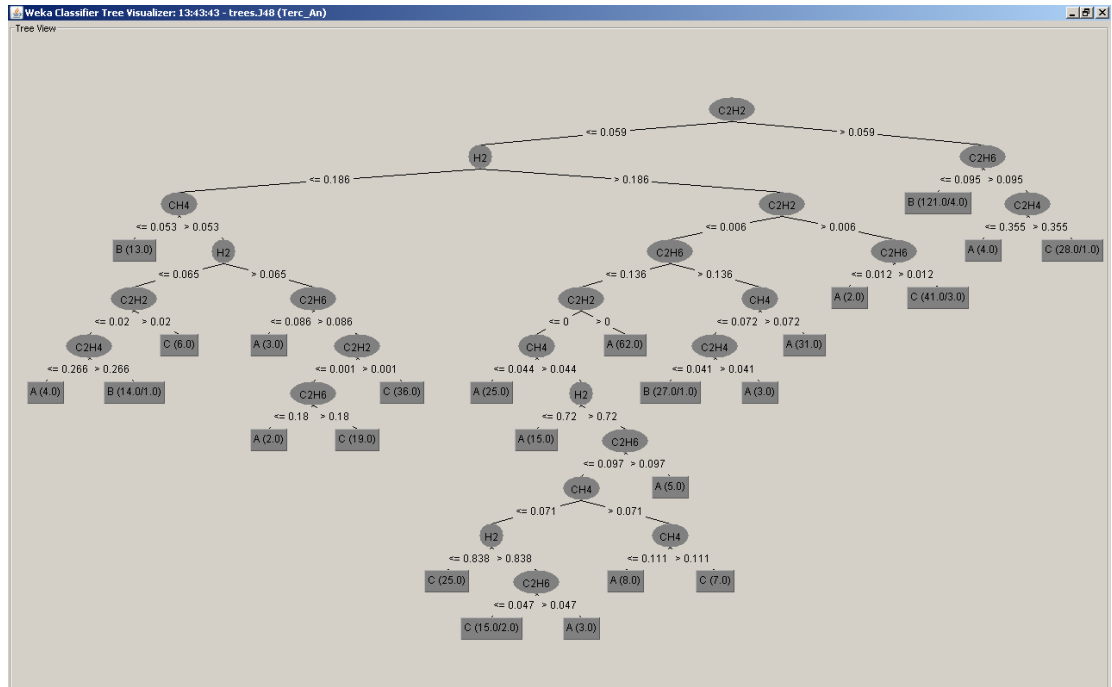 Weka Classifier Tree Visualizer: 13:43:43 - trees.J48 (Terc_An)
Tree View
C2H2
<= 0.059 > 0.059
H2 C2H6
<= 0.186 > 0.186 <= 0.095 > 0.095
CH4 C2H2 B (121.0/4.0) C2H4
<= 0.053 > 0.053 <= 0.006 > 0.006 <= 0.355 > 0.355
B (13.0) H2 C2H6 C2H6 A (4.0) C (28.0/1.0)
<= 0.065 > 0.065 <= 0.136 > 0.136 <= 0.012 > 0.012
C2H2 C2H6 C2H2 CH4 A (2.0) C (41.0/3.0)
<= 0.02 > 0.02 <= 0.086 > 0.086 <= 0 > 0 <= 0.072 > 0.072
C2H4 C (6.0) A (3.0) C2H2 CH4 A (62.0) C2H4 A (31.0)
<= 0.266 > 0.266 <= 0.001 > 0.001 <= 0.044 > 0.044 <= 0.041 > 0.041
A (4.0) B (14.0/1.0) C2H6 C (36.0) A (25.0) H2 B (27.0/1.0) A (3.0)
<= 0.18 > 0.18 <= 0.72 > 0.72
A (2.0) C (19.0) A (15.0) C2H6
<= 0.097 > 0.097
CH4 A (5.0)
<= 0.071 > 0.071
H2 CH4
<= 0.838 > 0.838 <= 0.111 > 0.111
C (25.0) C2H6 A (8.0) C (7.0)
<= 0.047 > 0.047
C (15.0/2.0) A (3.0)